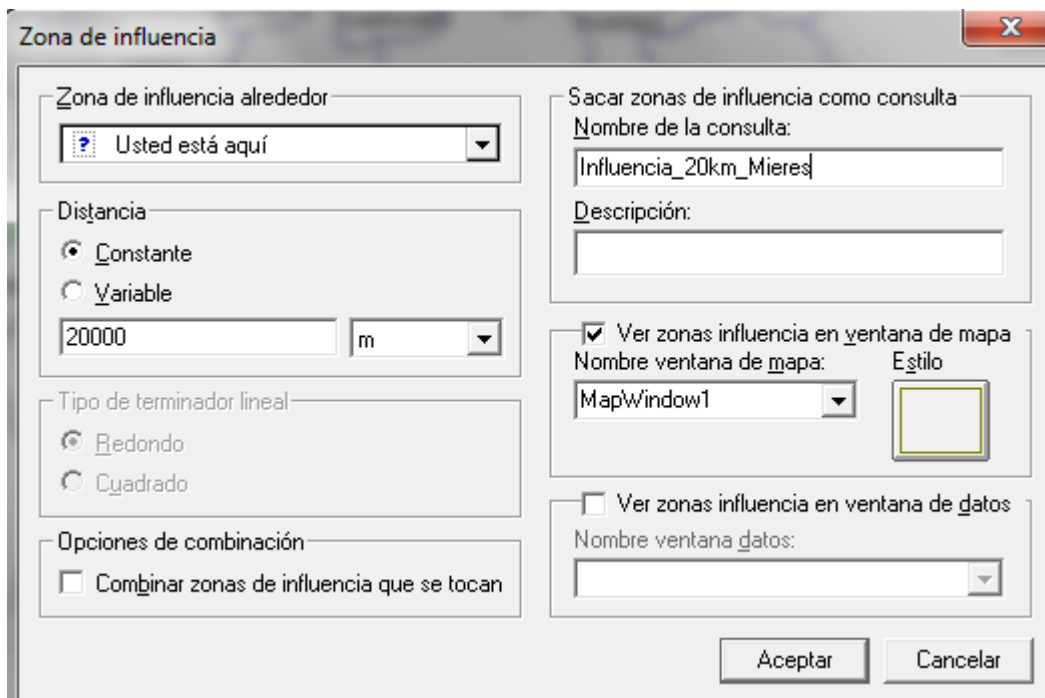 Zona de influencia
Zona de influencia alrededor
Usted está aquí
Distancia
Constante
Variable
20000
m
Tipo de terminador lineal
Redondo
Cuadrado
Opciones de combinación
Combinar zonas de influencia que se tocan
Sacar zonas de influencia como consulta
Nombre de la consulta:
Influencia_20km_Mieres
Descripción:
Ver zonas influencia en ventana de mapa
Nombre ventana de mapa:
Estilo
MapWindow1
Ver zonas influencia en ventana de datos
Nombre ventana datos:
Aceptar
Cancelar